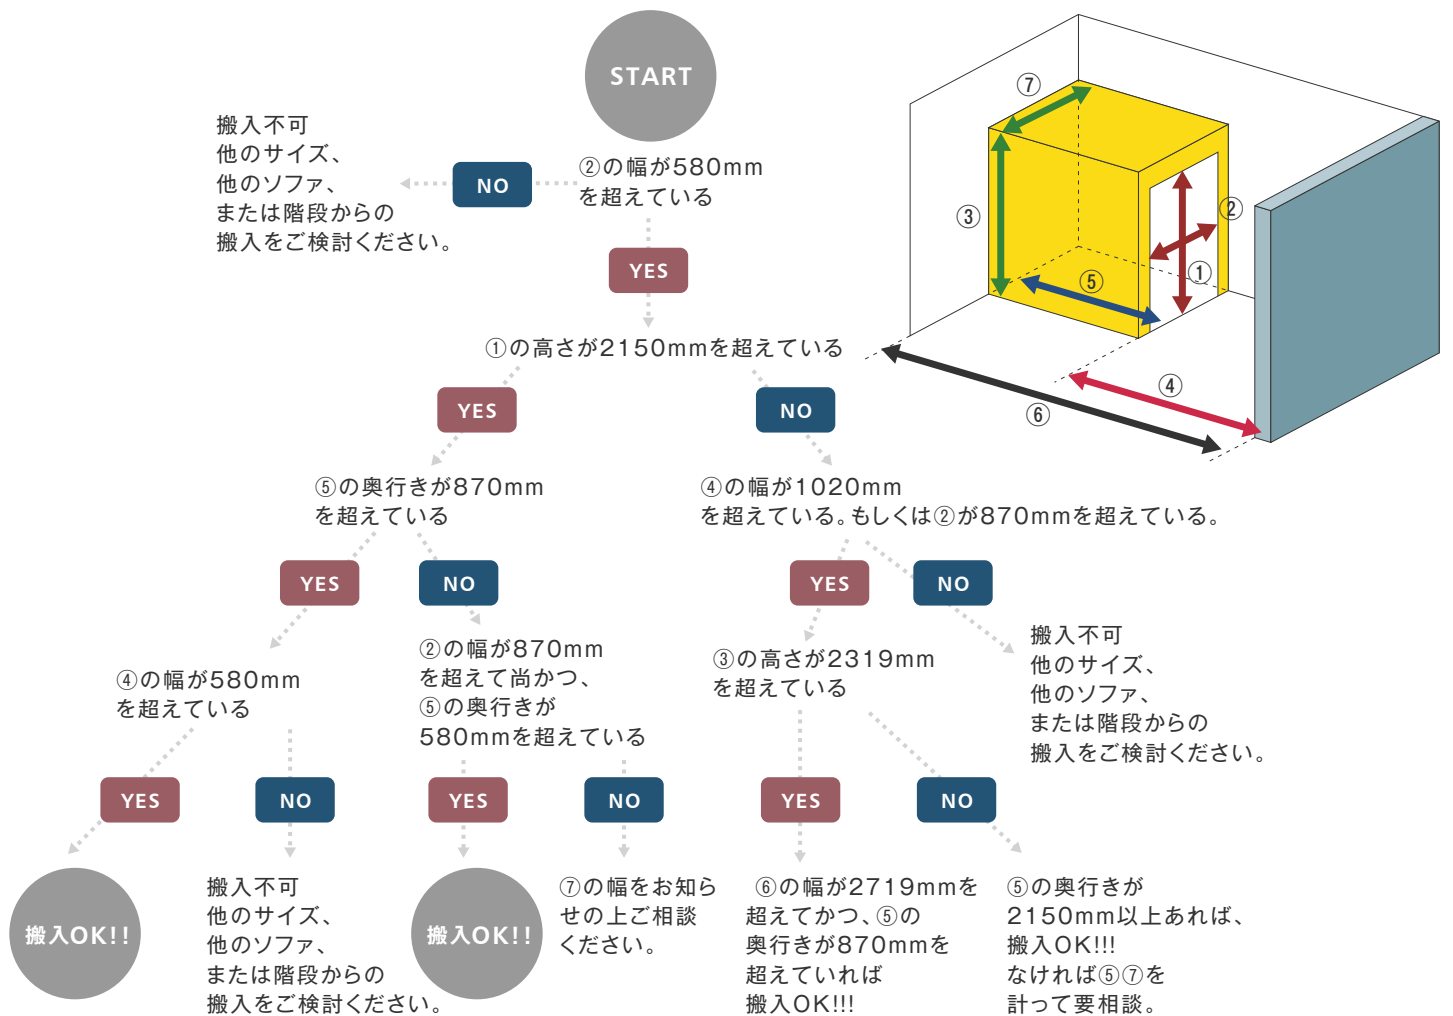 START
②の幅が580mm
を超えている
NO
搬入不可
他のサイズ、
他のソファ、
または階段からの
搬入をご検討ください。
YES
①の高さが2150mmを超えている
YES
NO
⑤の奥行きが870mm
を超えている
④の幅が1020mm
を超えている。もしくは②が870mmを超えている。
YES
NO
YES
NO
④の幅が580mm
を超えている
②の幅が870mm
を超えて尚かつ、
⑤の奥行きが
580mmを超えている
③の高さが2319mm
を超えている
搬入不可
他のサイズ、
他のソファ、
または階段からの
搬入をご検討ください。
YES
NO
YES
NO
YES
NO
搬入OK!!
搬入不可
他のサイズ、
他のソファ、
または階段からの
搬入をご検討ください。
搬入OK!!
⑦の幅をお知ら
せの上ご相談
ください。
⑥の幅が2719mmを
超えてかつ、⑤の
奥行きが870mmを
超えていれば
搬入OK!!!
⑤の奥行きが
2150mm以上あれば、
搬入OK!!!
なければ⑤⑦を
計って要相談。
⑦
③
②
①
⑤
④
⑥